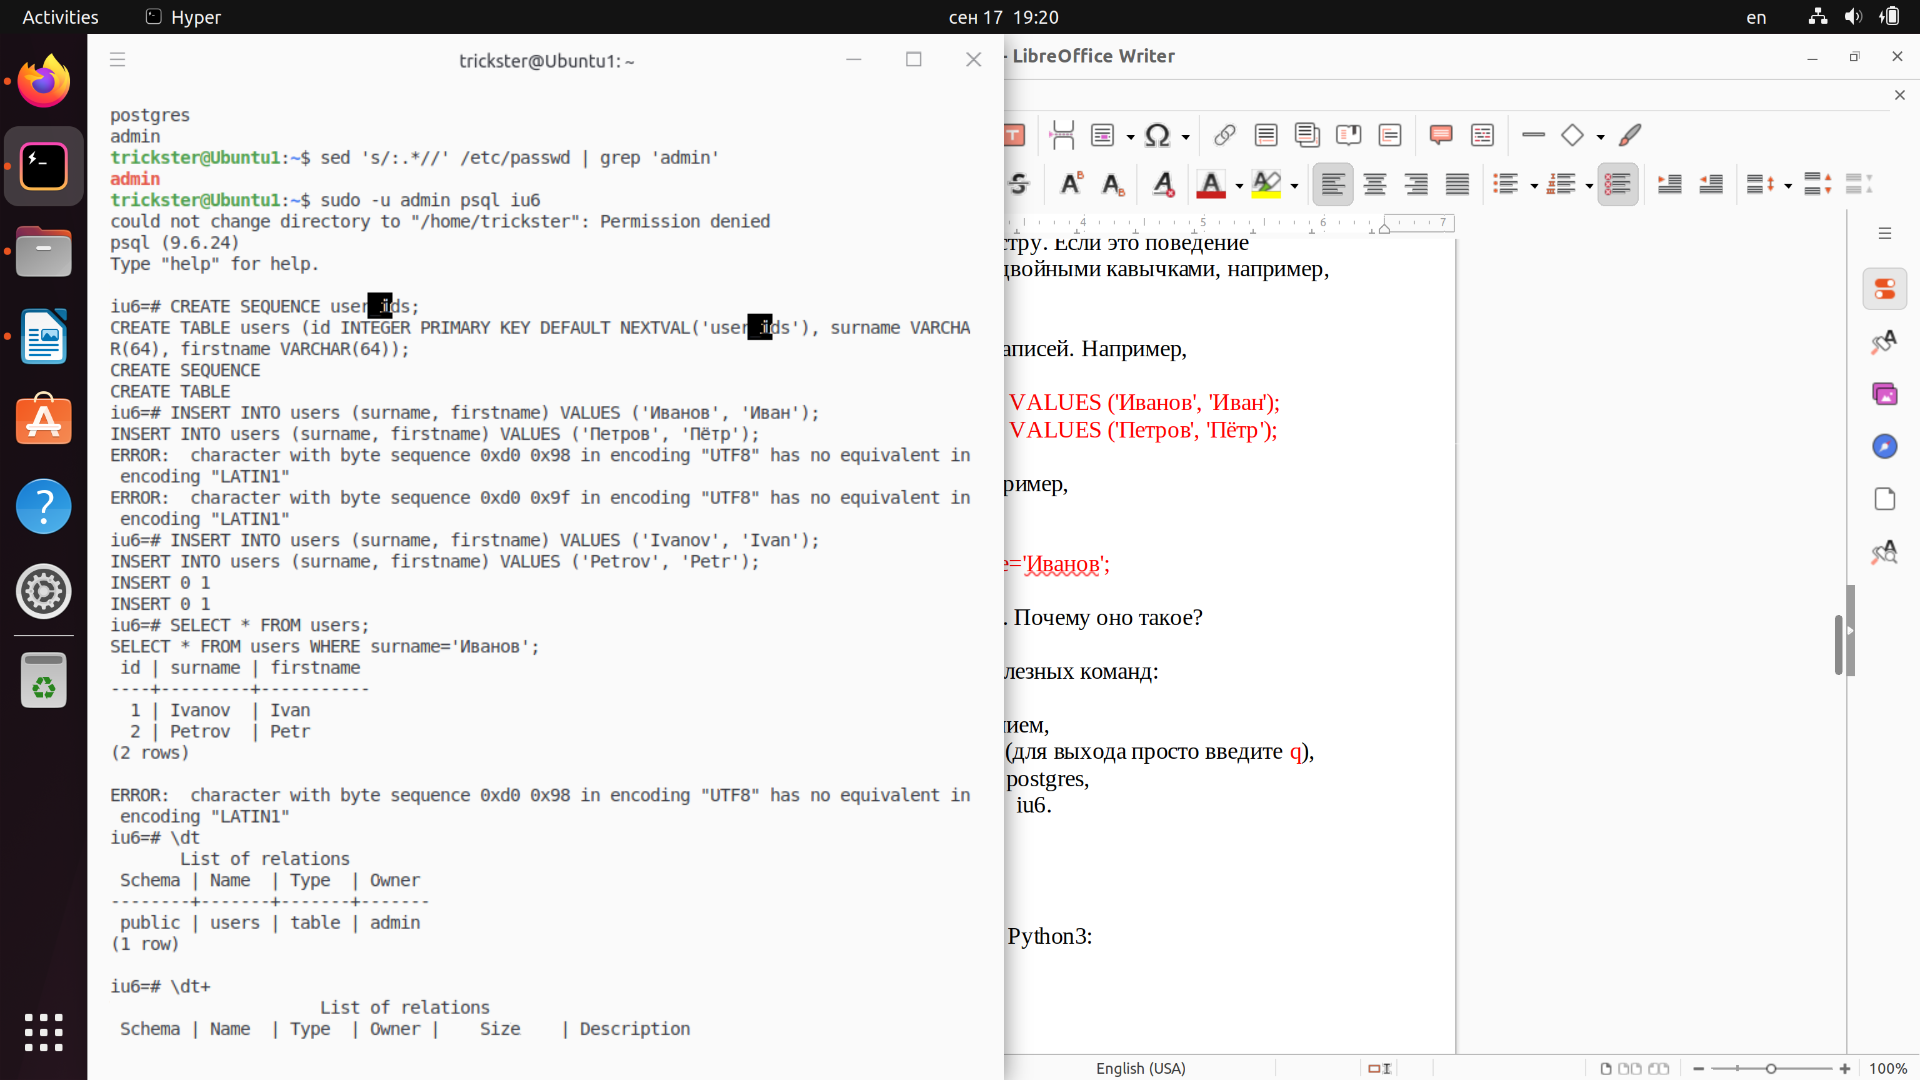 Activities
Hyper
сен 17 19:20
en
trickster@Ubuntu1: ~
postgres
admin
trickster@Ubuntu1:~$ sed 's/:.*//' /etc/passwd | grep 'admin'
admin
trickster@Ubuntu1:~$ sudo -u admin psql iu6
could not change directory to "/home/trickster": Permission denied
psql (9.6.24)
Type "help" for help.
iu6=# CREATE SEQUENCE user ids;
CREATE TABLE users (id INTEGER PRIMARY KEY DEFAULT NEXTVAL('user ids'), surname VARCHA
R(64), firstname VARCHAR(64));
CREATE SEQUENCE
CREATE TABLE
iu6=# INSERT INTO users (surname, firstname) VALUES ('Иванов', 'Иван');
INSERT INTO users (surname, firstname) VALUES ('Петров', 'Пётр');
ERROR:  character with byte sequence 0xd0 0x98 in encoding "UTF8" has no equivalent in
 encoding "LATIN1"
ERROR:  character with byte sequence 0xd0 0x9f in encoding "UTF8" has no equivalent in
 encoding "LATIN1"
iu6=# INSERT INTO users (surname, firstname) VALUES ('Ivanov', 'Ivan');
INSERT INTO users (surname, firstname) VALUES ('Petrov', 'Petr');
INSERT 0 1
INSERT 0 1
iu6=# SELECT * FROM users;
SELECT * FROM users WHERE surname='Иванов';
 id | surname | firstname
----+---------+-----------
  1 | Ivanov  | Ivan
  2 | Petrov  | Petr
(2 rows)
ERROR:  character with byte sequence 0xd0 0x98 in encoding "UTF8" has no equivalent in
 encoding "LATIN1"
iu6=# \dt
List of relations
 Schema | Name  | Type  | Owner
--------+-------+-------+-------
 public | users | table | admin
(1 row)
iu6=# \dt+
List of relations
 Schema | Name  | Type  | Owner |    Size    | Description
- LibreOffice Writer
4 5 6 7
стру. Если это поведение
двойными кавычками, например,
аписей. Например,
VALUES ('Иванов', 'Иван');
VALUES ('Петров', 'Пётр');
ример,
e='Иванов';
. Почему оно такое?
лезных команд:
ием,
(для выхода просто введите q),
postgres,
iu6.
Python3:
English (USA)
100%